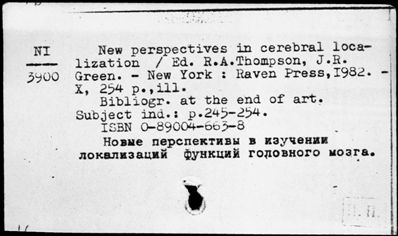 NI New perspectives in cerebral loca-
lization / Ed. R.A.Thompson, J.R.
3900 Green. - New York : Raven Press,I982. -
X, 254 p.,ill.
Bibliogr. at the end of art.
Subject ind.: p.245-254.
ISBN 0-89004-663-8
Новые перспективы в изучении
локализаций функций головного мозга.